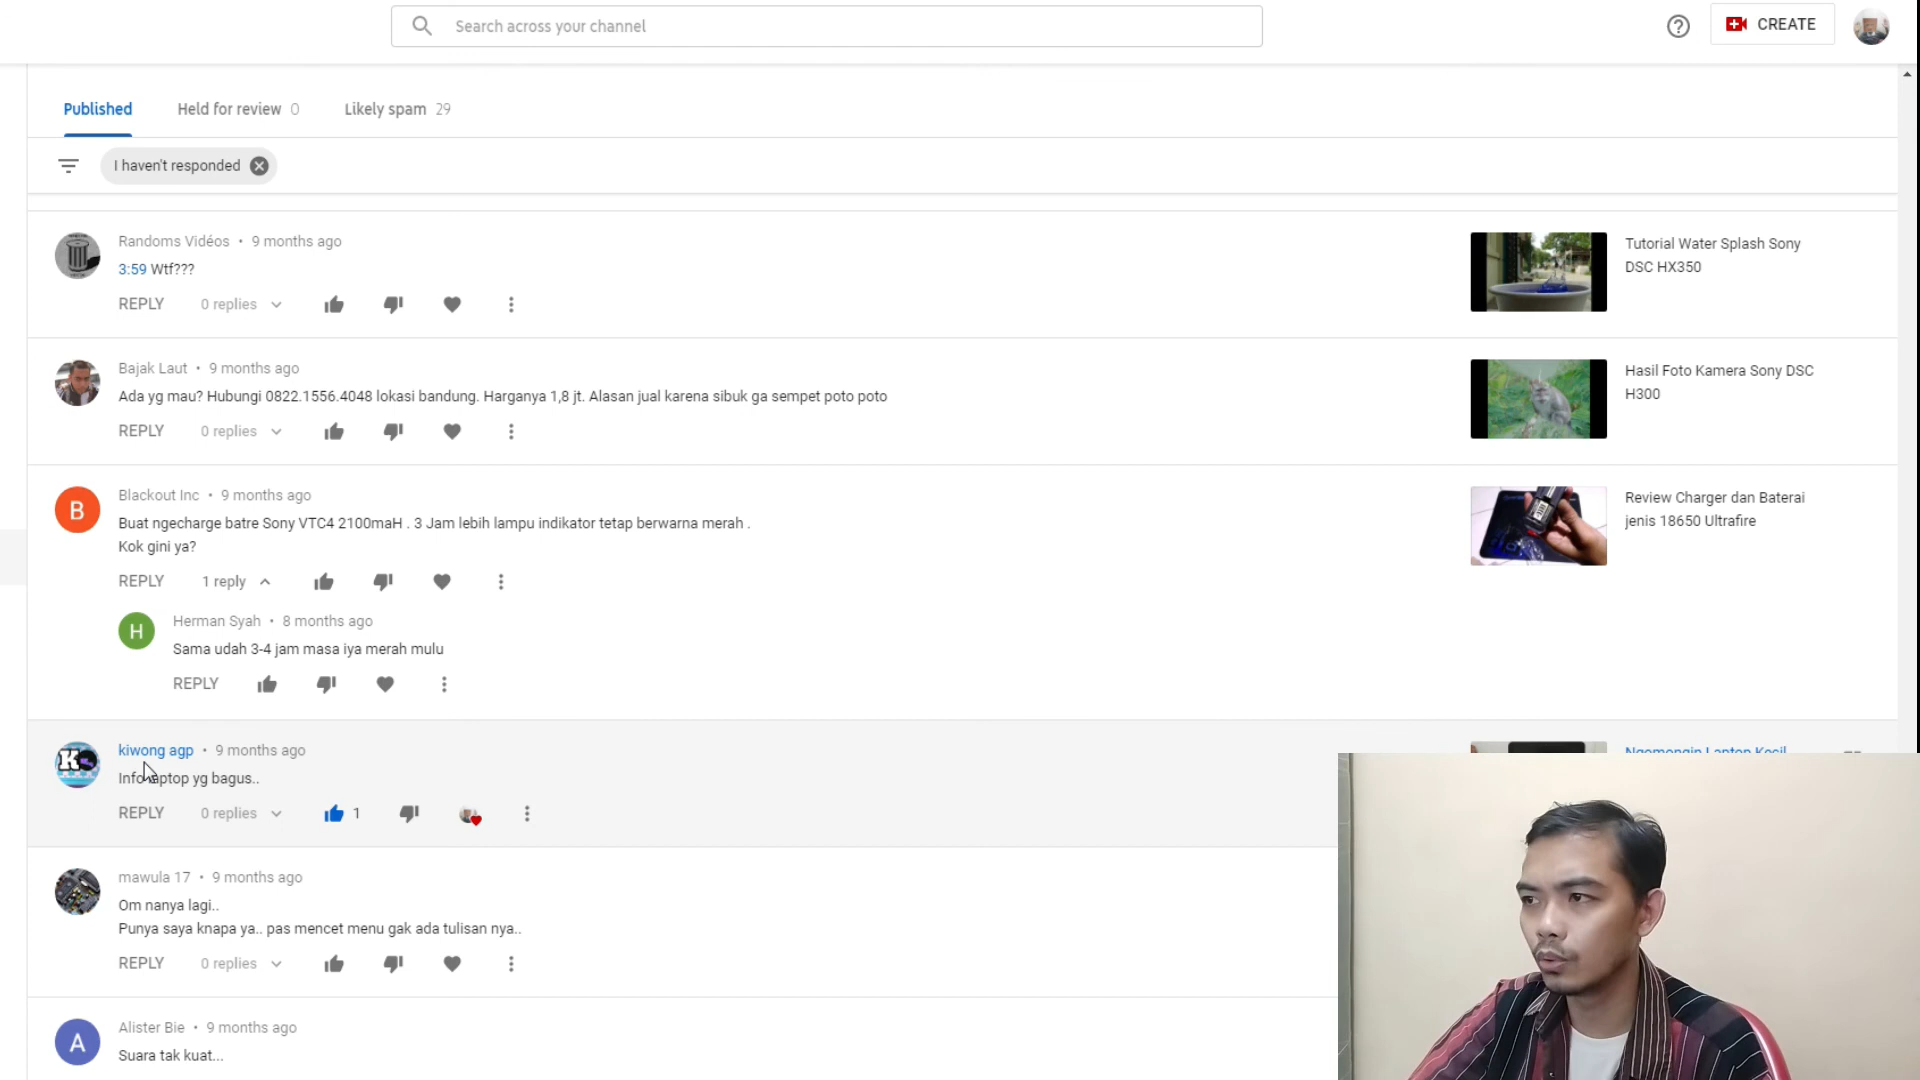 Search across your channel
CREATE
Published
Held for review 0
Likely spam 29
I haven't responded
Randoms Vidéos • 9 months ago
3:59 Wtf???
REPLY 0 replies
Tutorial Water Splash Sony
DSC HX350
Bajak Laut • 9 months ago
Ada yg mau? Hubungi 0822.1556.4048 lokasi bandung. Harganya 1,8 jt. Alasan jual karena sibuk ga sempet poto poto
REPLY 0 replies
Hasil Foto Kamera Sony DSC
H300
Blackout Inc • 9 months ago
Buat ngecharge batre Sony VTC4 2100maH . 3 Jam lebih lampu indikator tetap berwarna merah .
Kok gini ya?
REPLY 1 reply
Review Charger dan Baterai
jenis 18650 Ultrafire
B
H
Herman Syah • 8 months ago
Sama udah 3-4 jam masa iya merah mulu
REPLY
kiwong agp • 9 months ago
Info laptop yg bagus..
REPLY 0 replies 1
Ngomongin Laptop Kecil
mawula 17 • 9 months ago
Om nanya lagi..
Punya saya knapa ya.. pas mencet menu gak ada tulisan nya..
REPLY 0 replies
A
Alister Bie • 9 months ago
Suara tak kuat...